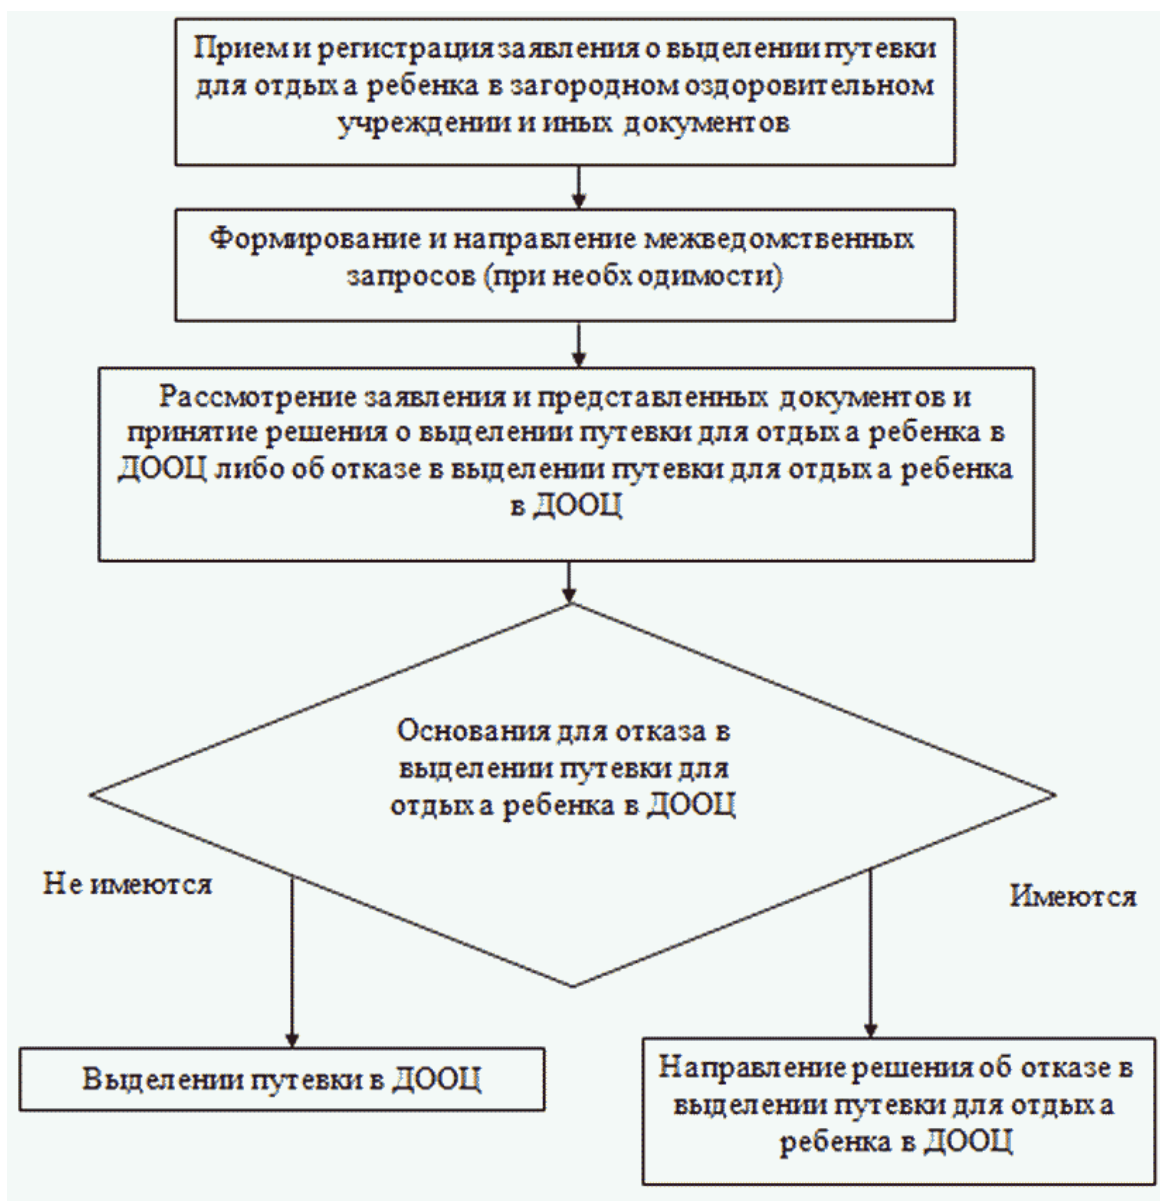 Прием и регистрация заявления о выделении путевки
для отдыха ребенка в загородном оздоровительном
учреждении и иных документов
Формирование и направление межведомственных
запросов (при необходимости)
Рассмотрение заявления и представленных документов и
принятие решения о выделении путевки для отдыха ребенка в
ДООЦ либо об отказе в выделении путевки для отдыха ребенка
в ДООЦ
Основания для отказа в
выделении путевки для
отдыха ребенка в ДООЦ
Не имеются
Имеются
Выделении путевки в ДООЦ
Направление решения об отказе в
выделении путевки для отдыха
ребенка в ДООЦ